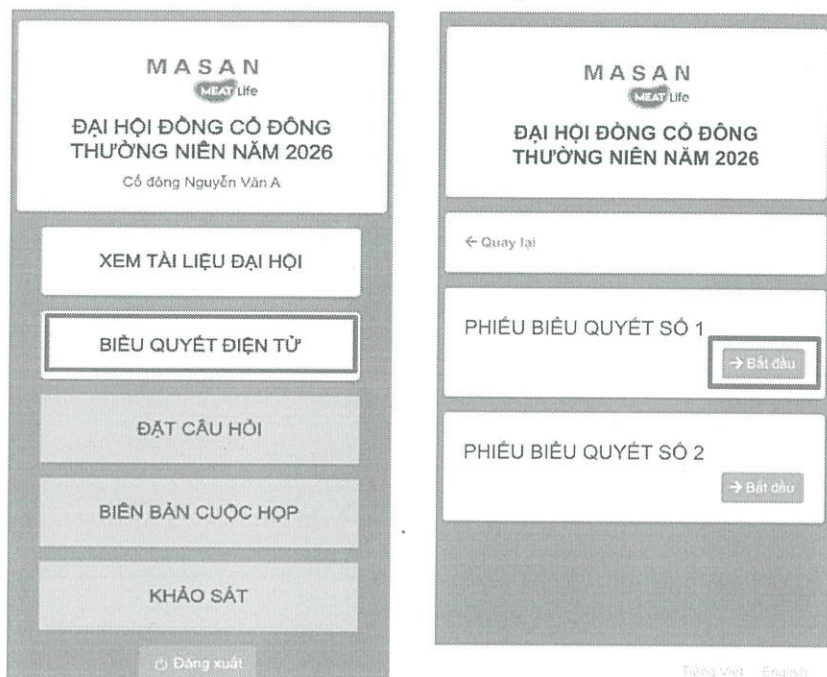 MASAN
MEAT Life
ĐẠI HỘI ĐỒNG CỔ ĐÔNG
THƯỜNG NIÊN NĂM 2026
Cổ đông Nguyễn Văn A
XEM TÀI LIỆU ĐẠI HỘI
BIỂU QUYẾT ĐIỆN TỬ
ĐẶT CÂU HỎI
BIÊN BẢN CUỘC HỌP
KHẢO SÁT
Đăng xuất
MASAN
MEAT Life
ĐẠI HỘI ĐỒNG CỔ ĐÔNG
THƯỜNG NIÊN NĂM 2026
← Quay lại
PHIẾU BIỂU QUYẾT SỐ 1
→ Bắt đầu
PHIẾU BIỂU QUYẾT SỐ 2
→ Bắt đầu
Tiếng Việt English